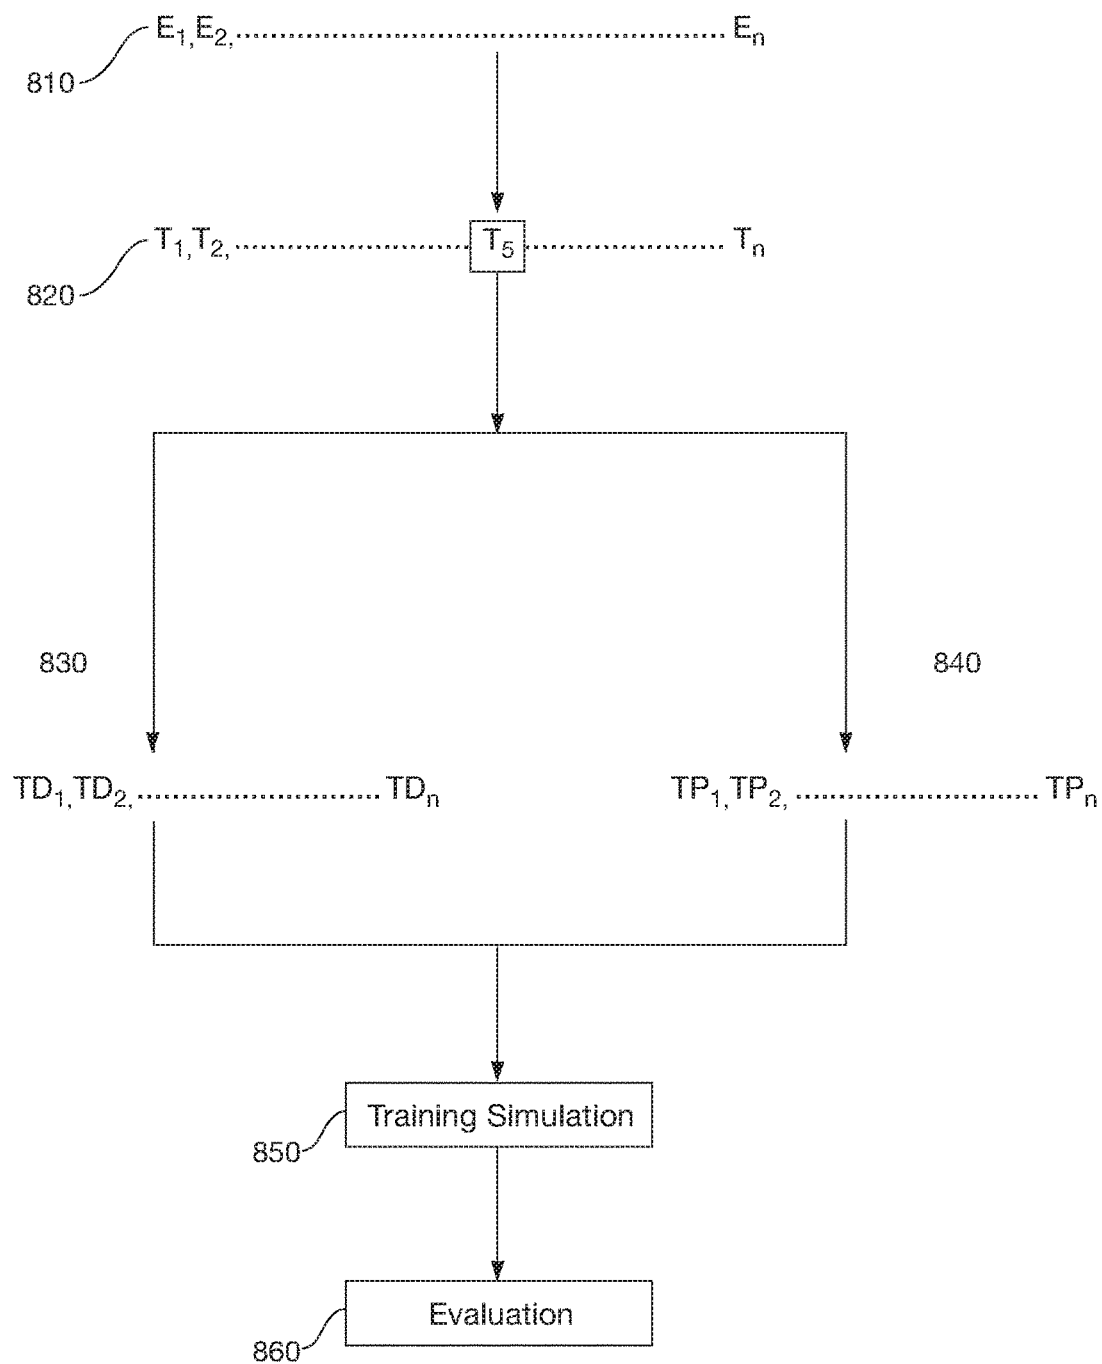 E1, E2, ........ En
810
T1, T2, ........ T5 ........ Tn
820
830
840
TD1, TD2, ........ TDn
TP1, TP2, ........ TPn
Training Simulation
850
Evaluation
860